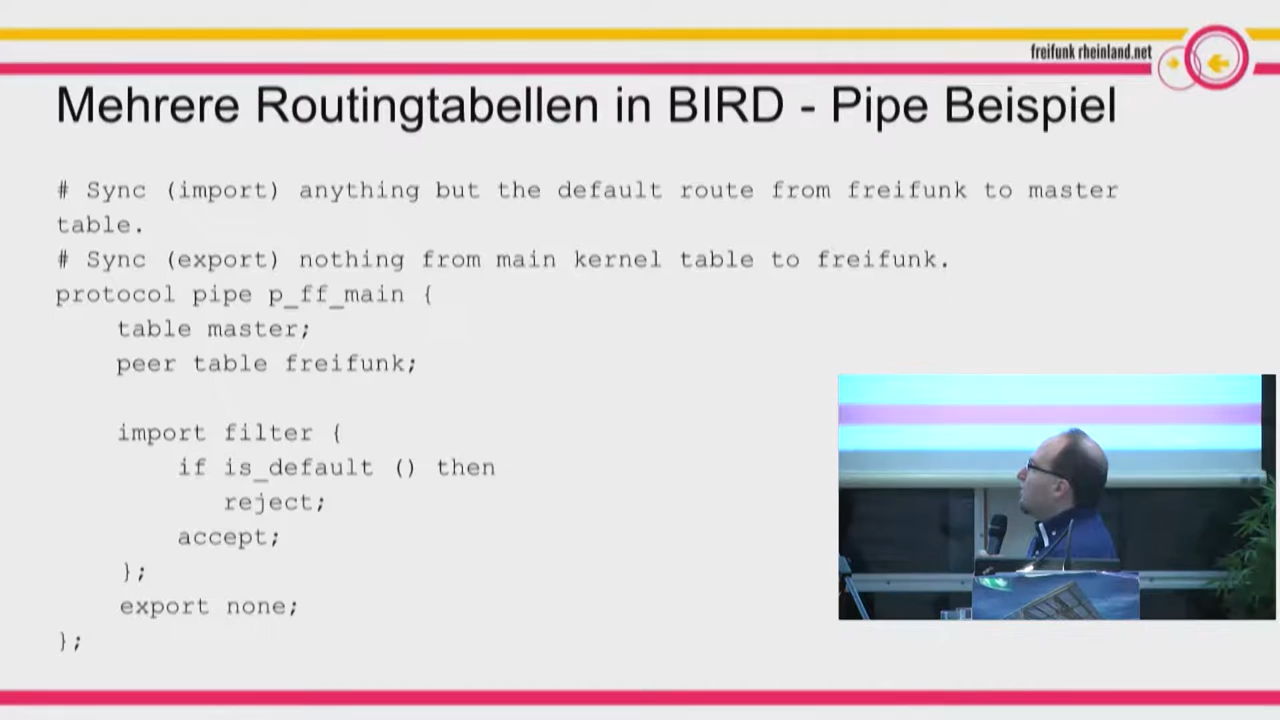 freifunk rheinland.net
Mehrere Routingtabellen in BIRD - Pipe Beispiel
# Sync (import) anything but the default route from freifunk to master
table.
# Sync (export) nothing from main kernel table to freifunk.
protocol pipe p_ff_main {
table master;
peer table freifunk;
import filter {
if is_default () then
reject;
accept;
};
export none;
};